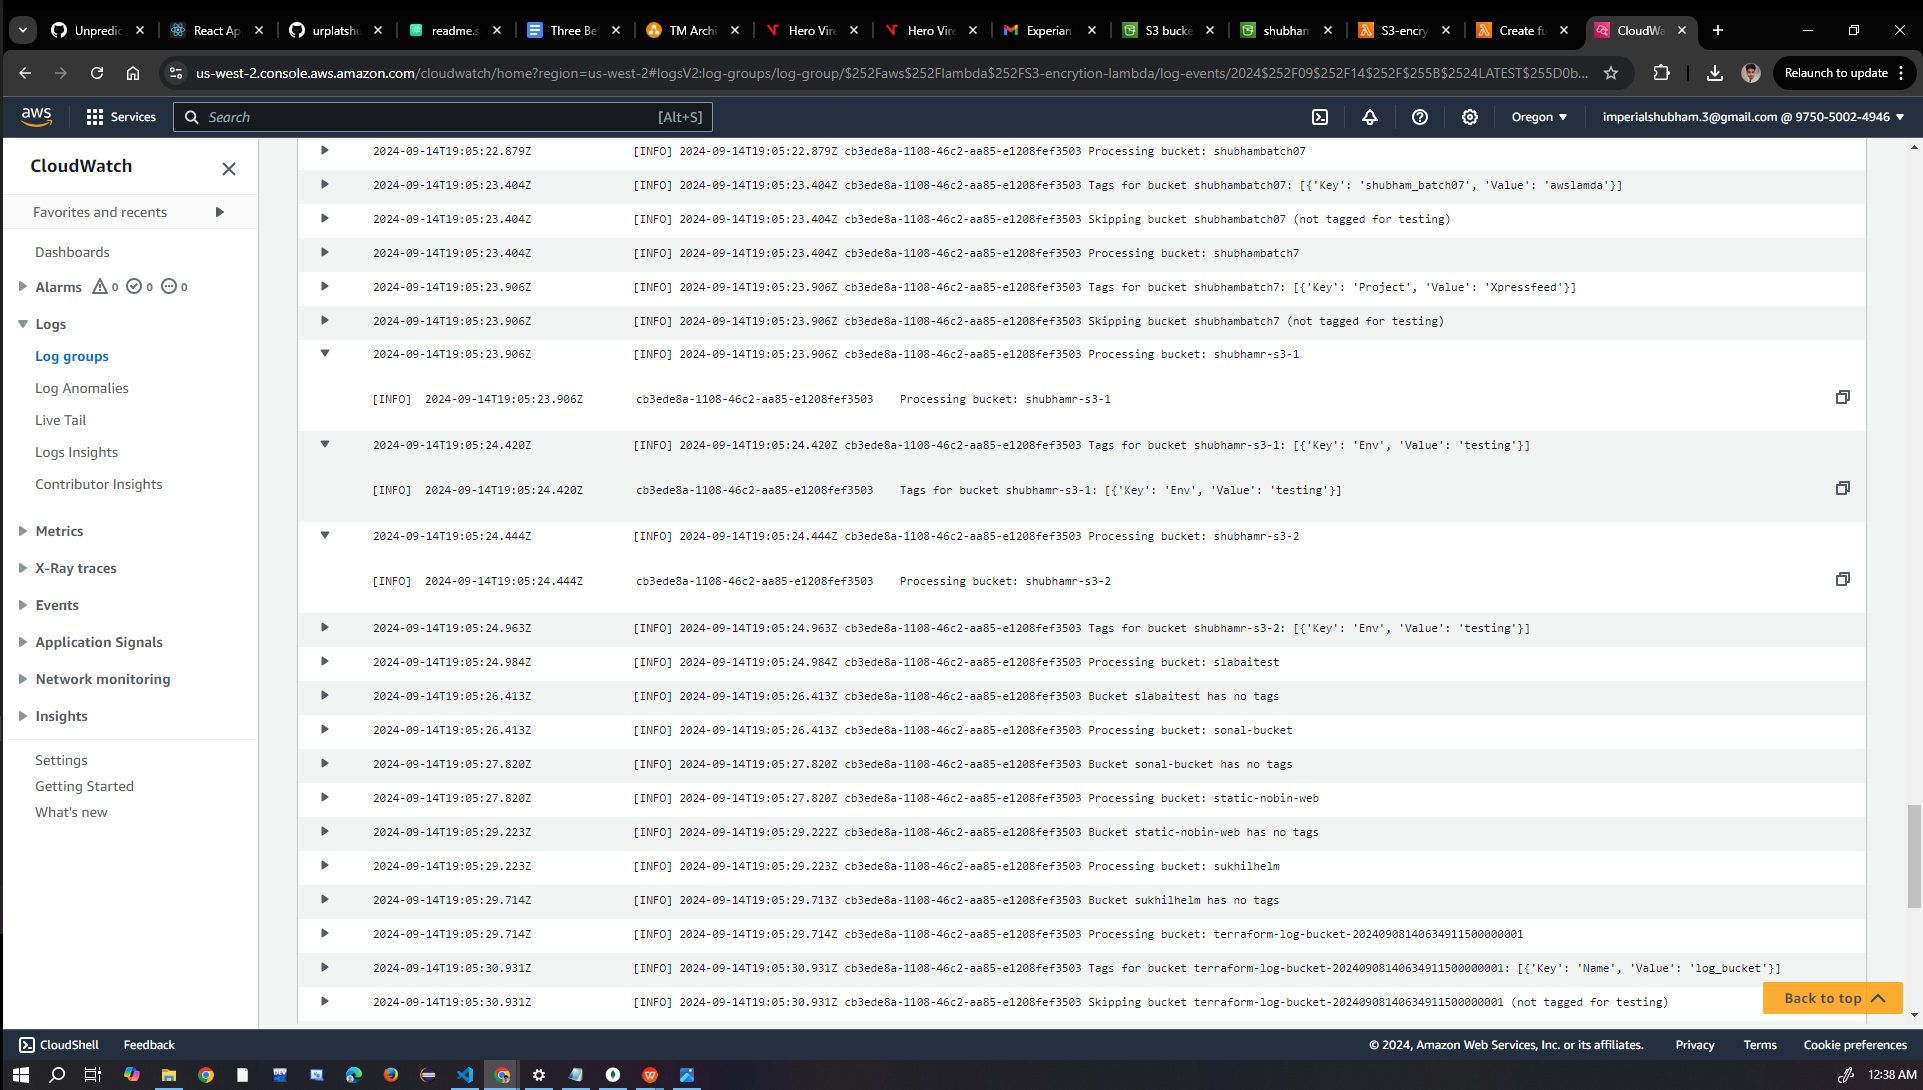 Unpredic
React Ap
urplatshu
readme.s
Three Be
TM Archi
Hero Vire
Hero Vire
Experian
S3 bucke
shubham
S3-encry
Create fu
CloudWa
us-west-2.console.aws.amazon.com/cloudwatch/home?region=us-west-2#logsV2:log-groups/log-group/$252Faws$252Flambda$252FS3-encrytion-lambda/log-events/2024$252F09$252F14$252F$255B$2524LATEST$255D0b...
Relaunch to update
aws
Services
Search [Alt+S]
Oregon
imperialshubham.3@gmail.com @ 9750-5002-4946
CloudWatch
Favorites and recents
Dashboards
Alarms 0 0 0
Logs
Log groups
Log Anomalies
Live Tail
Logs Insights
Contributor Insights
Metrics
X-Ray traces
Events
Application Signals
Network monitoring
Insights
Settings
Getting Started
What's new
2024-09-14T19:05:22.879Z [INFO] 2024-09-14T19:05:22.879Z cb3ede8a-1108-46c2-aa85-e1208fef3503 Processing bucket: shubhambatch07
2024-09-14T19:05:23.404Z [INFO] 2024-09-14T19:05:23.404Z cb3ede8a-1108-46c2-aa85-e1208fef3503 Tags for bucket shubhambatch07: [{'Key': 'shubham_batch07', 'Value': 'awslamda'}]
2024-09-14T19:05:23.404Z [INFO] 2024-09-14T19:05:23.404Z cb3ede8a-1108-46c2-aa85-e1208fef3503 Skipping bucket shubhambatch07 (not tagged for testing)
2024-09-14T19:05:23.404Z [INFO] 2024-09-14T19:05:23.404Z cb3ede8a-1108-46c2-aa85-e1208fef3503 Processing bucket: shubhambatch7
2024-09-14T19:05:23.906Z [INFO] 2024-09-14T19:05:23.906Z cb3ede8a-1108-46c2-aa85-e1208fef3503 Tags for bucket shubhambatch7: [{'Key': 'Project', 'Value': 'Xpressfeed'}]
2024-09-14T19:05:23.906Z [INFO] 2024-09-14T19:05:23.906Z cb3ede8a-1108-46c2-aa85-e1208fef3503 Skipping bucket shubhambatch7 (not tagged for testing)
2024-09-14T19:05:23.906Z [INFO] 2024-09-14T19:05:23.906Z cb3ede8a-1108-46c2-aa85-e1208fef3503 Processing bucket: shubhamr-s3-1
[INFO] 2024-09-14T19:05:23.906Z cb3ede8a-1108-46c2-aa85-e1208fef3503 Processing bucket: shubhamr-s3-1
2024-09-14T19:05:24.420Z [INFO] 2024-09-14T19:05:24.420Z cb3ede8a-1108-46c2-aa85-e1208fef3503 Tags for bucket shubhamr-s3-1: [{'Key': 'Env', 'Value': 'testing'}]
[INFO] 2024-09-14T19:05:24.420Z cb3ede8a-1108-46c2-aa85-e1208fef3503 Tags for bucket shubhamr-s3-1: [{'Key': 'Env', 'Value': 'testing'}]
2024-09-14T19:05:24.444Z [INFO] 2024-09-14T19:05:24.444Z cb3ede8a-1108-46c2-aa85-e1208fef3503 Processing bucket: shubhamr-s3-2
[INFO] 2024-09-14T19:05:24.444Z cb3ede8a-1108-46c2-aa85-e1208fef3503 Processing bucket: shubhamr-s3-2
2024-09-14T19:05:24.963Z [INFO] 2024-09-14T19:05:24.963Z cb3ede8a-1108-46c2-aa85-e1208fef3503 Tags for bucket shubhamr-s3-2: [{'Key': 'Env', 'Value': 'testing'}]
2024-09-14T19:05:24.984Z [INFO] 2024-09-14T19:05:24.984Z cb3ede8a-1108-46c2-aa85-e1208fef3503 Processing bucket: slabaitest
2024-09-14T19:05:26.413Z [INFO] 2024-09-14T19:05:26.413Z cb3ede8a-1108-46c2-aa85-e1208fef3503 Bucket slabaitest has no tags
2024-09-14T19:05:26.413Z [INFO] 2024-09-14T19:05:26.413Z cb3ede8a-1108-46c2-aa85-e1208fef3503 Processing bucket: sonal-bucket
2024-09-14T19:05:27.820Z [INFO] 2024-09-14T19:05:27.820Z cb3ede8a-1108-46c2-aa85-e1208fef3503 Bucket sonal-bucket has no tags
2024-09-14T19:05:27.820Z [INFO] 2024-09-14T19:05:27.820Z cb3ede8a-1108-46c2-aa85-e1208fef3503 Processing bucket: static-nobin-web
2024-09-14T19:05:29.223Z [INFO] 2024-09-14T19:05:29.222Z cb3ede8a-1108-46c2-aa85-e1208fef3503 Bucket static-nobin-web has no tags
2024-09-14T19:05:29.223Z [INFO] 2024-09-14T19:05:29.223Z cb3ede8a-1108-46c2-aa85-e1208fef3503 Processing bucket: sukhilhelm
2024-09-14T19:05:29.714Z [INFO] 2024-09-14T19:05:29.713Z cb3ede8a-1108-46c2-aa85-e1208fef3503 Bucket sukhilhelm has no tags
2024-09-14T19:05:29.714Z [INFO] 2024-09-14T19:05:29.714Z cb3ede8a-1108-46c2-aa85-e1208fef3503 Processing bucket: terraform-log-bucket-20240908140634911500000001
2024-09-14T19:05:30.931Z [INFO] 2024-09-14T19:05:30.931Z cb3ede8a-1108-46c2-aa85-e1208fef3503 Tags for bucket terraform-log-bucket-20240908140634911500000001: [{'Key': 'Name', 'Value': 'log_bucket'}]
2024-09-14T19:05:30.931Z [INFO] 2024-09-14T19:05:30.931Z cb3ede8a-1108-46c2-aa85-e1208fef3503 Skipping bucket terraform-log-bucket-20240908140634911500000001 (not tagged for testing)
Back to top
CloudShell
Feedback
© 2024, Amazon Web Services, Inc. or its affiliates.
Privacy
Terms
Cookie preferences
12:38 AM